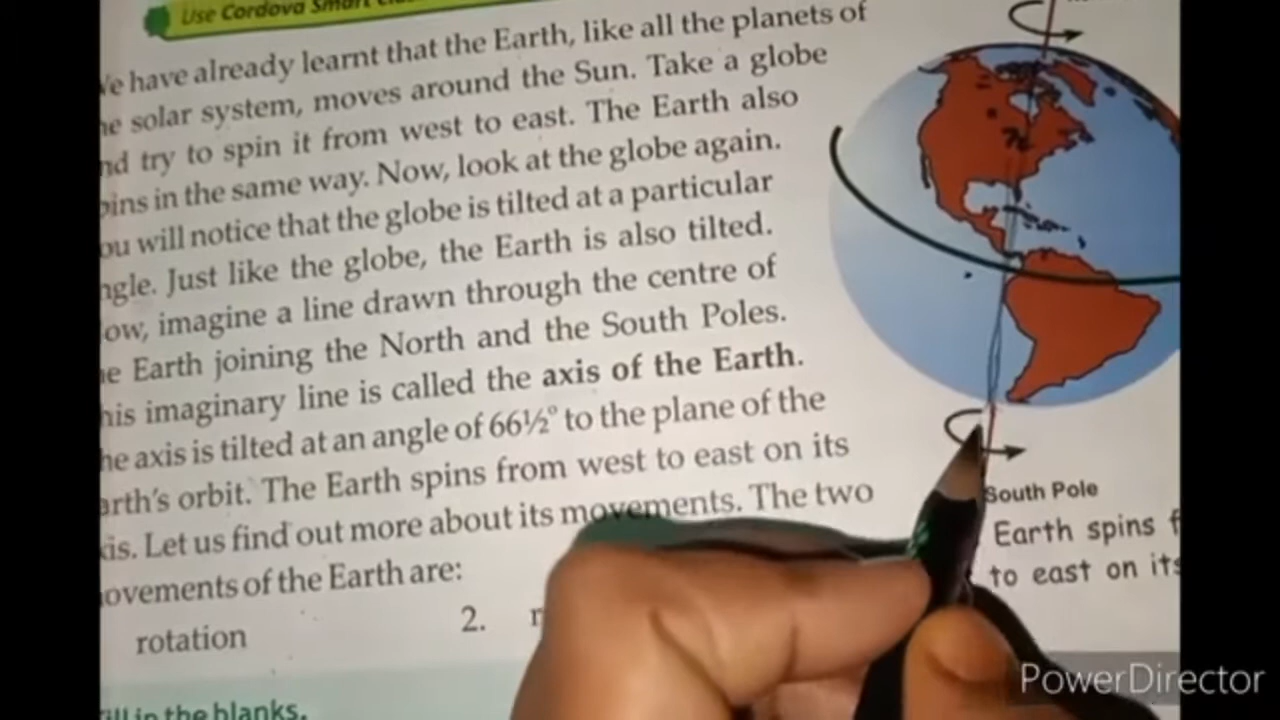 Use Cordova Smart
We have already learnt that the Earth, like all the planets of
he solar system, moves around the Sun. Take a globe
nd try to spin it from west to east. The Earth also
pins in the same way. Now, look at the globe again.
ou will notice that the globe is tilted at a particular
ngle. Just like the globe, the Earth is also tilted.
ow, imagine a line drawn through the centre of
he Earth joining the North and the South Poles.
his imaginary line is called the axis of the Earth.
he axis is tilted at an angle of 66½° to the plane of the
arth's orbit. The Earth spins from west to east on its
xis. Let us find out more about its movements. The two
ovements of the Earth are:
rotation
2.
ill in the blanks.
South Pole
Earth spins f
to east on its
PowerDirector